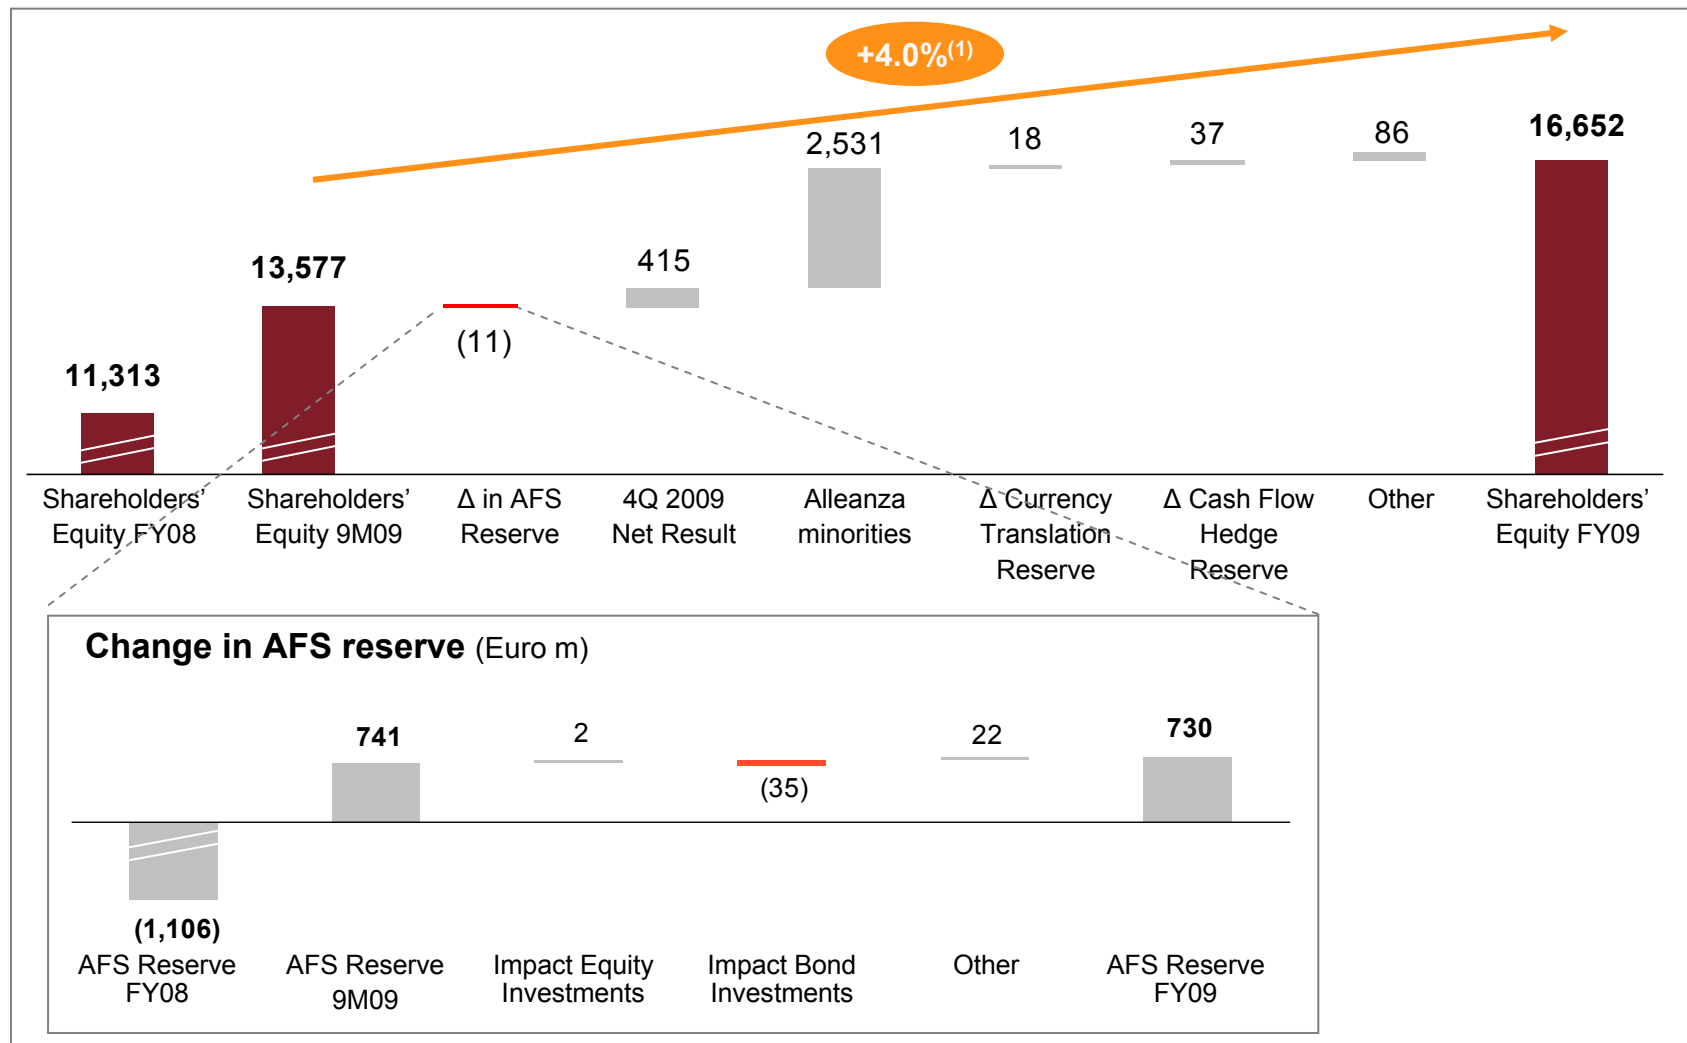 +4.0%(1)
2,531
18
37
86
16,652
13,577
415
(11)
11,313
Shareholders’
Equity FY08
Shareholders’
Equity 9M09
Δ in AFS
Reserve
4Q 2009
Net Result
Alleanza
minorities
Δ Currency
Translation
Reserve
Δ Cash Flow
Hedge
Reserve
Other
Shareholders’
Equity FY09
Change in AFS reserve (Euro m)
741
2
(35)
22
730
(1,106)
AFS Reserve
FY08
AFS Reserve
9M09
Impact Equity
Investments
Impact Bond
Investments
Other
AFS Reserve
FY09